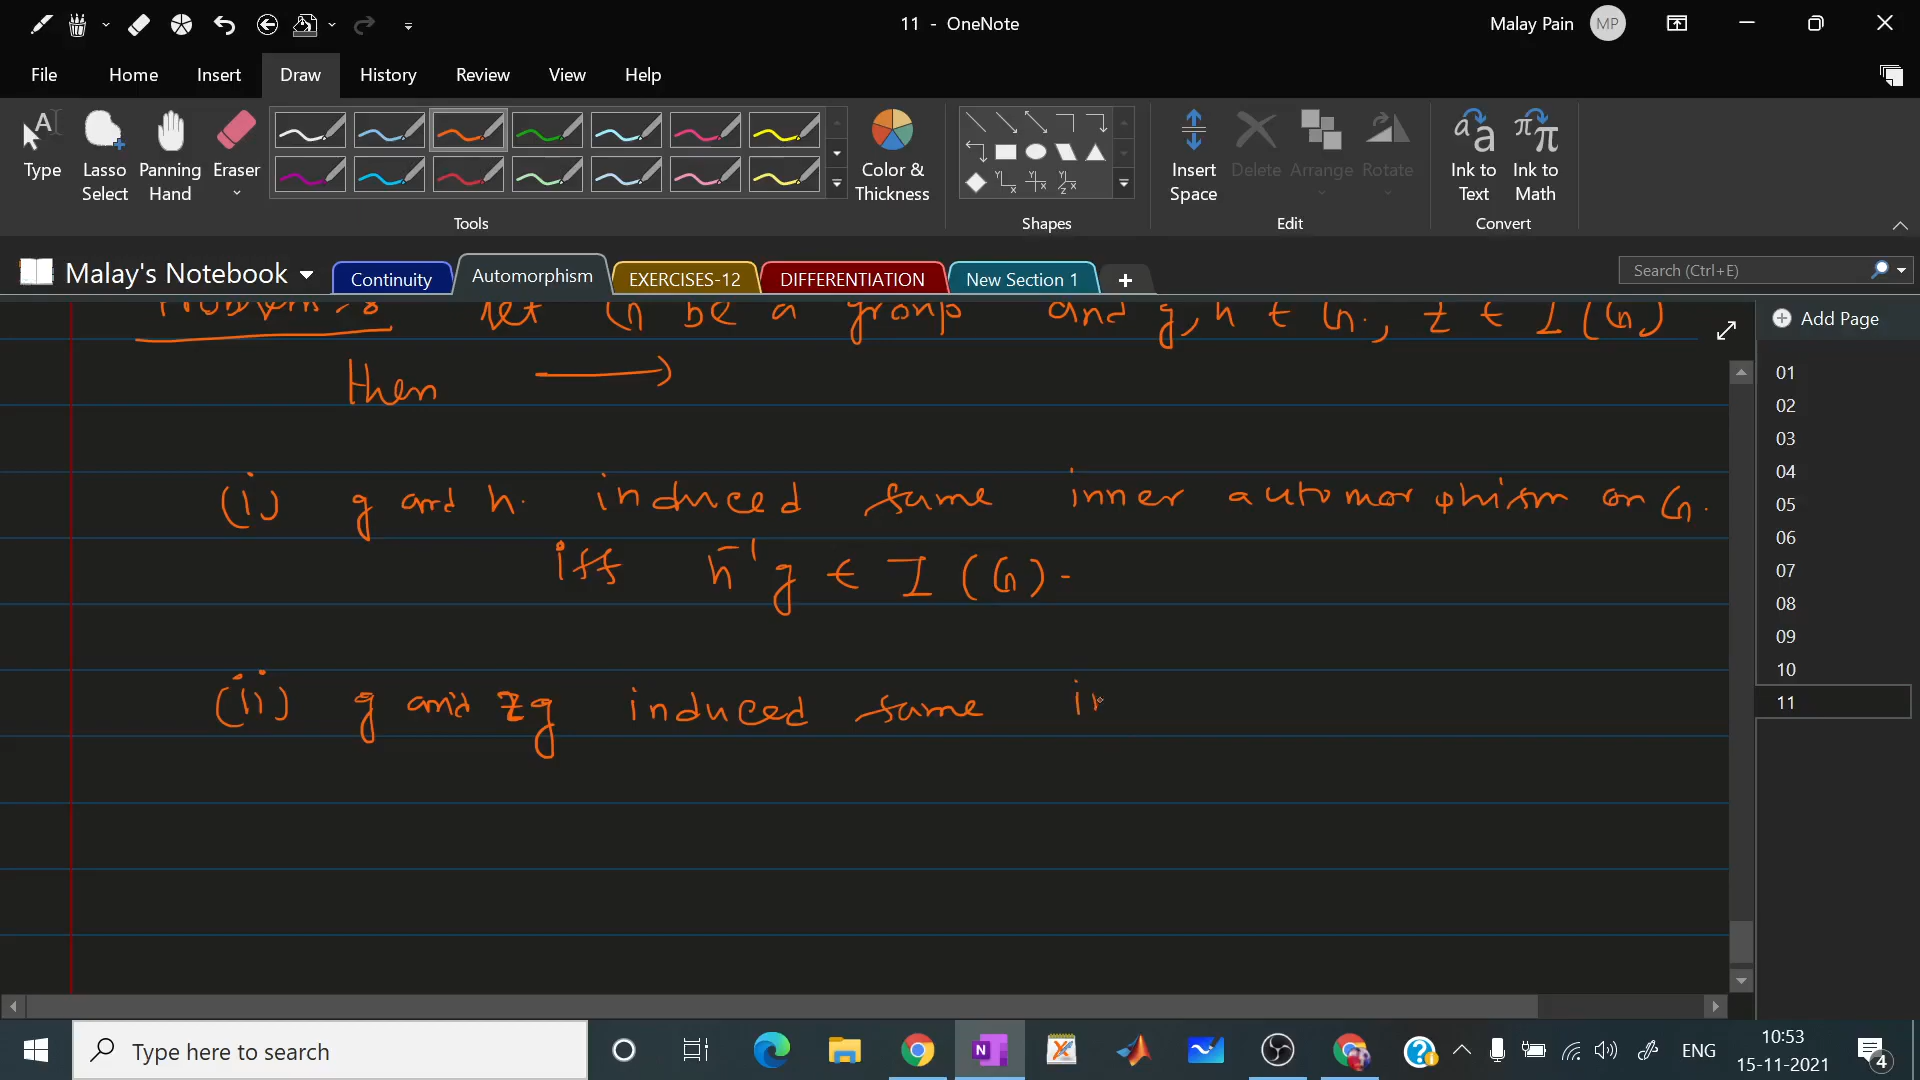 11 - OneNote
Malay Pain MP
File Home Insert Draw History Review View Help
Type Lasso Select Panning Hand Eraser Color & Thickness Insert Space Delete Arrange Rotate Ink to Text Ink to Math
Tools Shapes Edit Convert
Malay's Notebook Continuity Automorphism EXERCISES-12 DIFFERENTIATION New Section 1 + Search (Ctrl+E)
Let G be a group and g, h ∈ G, z ∈ Z(G)
Add Page
then →
01
02
03
04
05
06
07
08
09
10
11
(i) g and h induced same inner automorphism on G.
iff h⁻¹g ∈ Z(G).
(ii) g and zg induced same in
Type here to search
ENG
10:53
15-11-2021
4